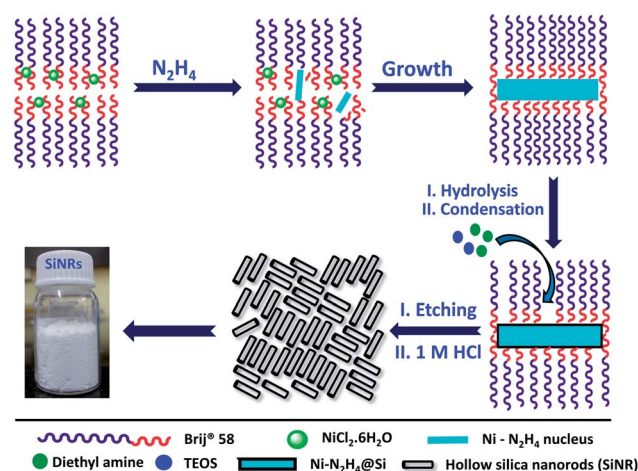 N₂H₄
Growth
I. Hydrolysis
II. Condensation
SiNRs
I. Etching
II. 1 M HCl
Brij® 58
NiCl₂.6H₂O
Ni - N₂H₄ nucleus
Diethyl amine
TEOS
Ni-N₂H₄@Si
Hollow silica nanorods (SiNR)